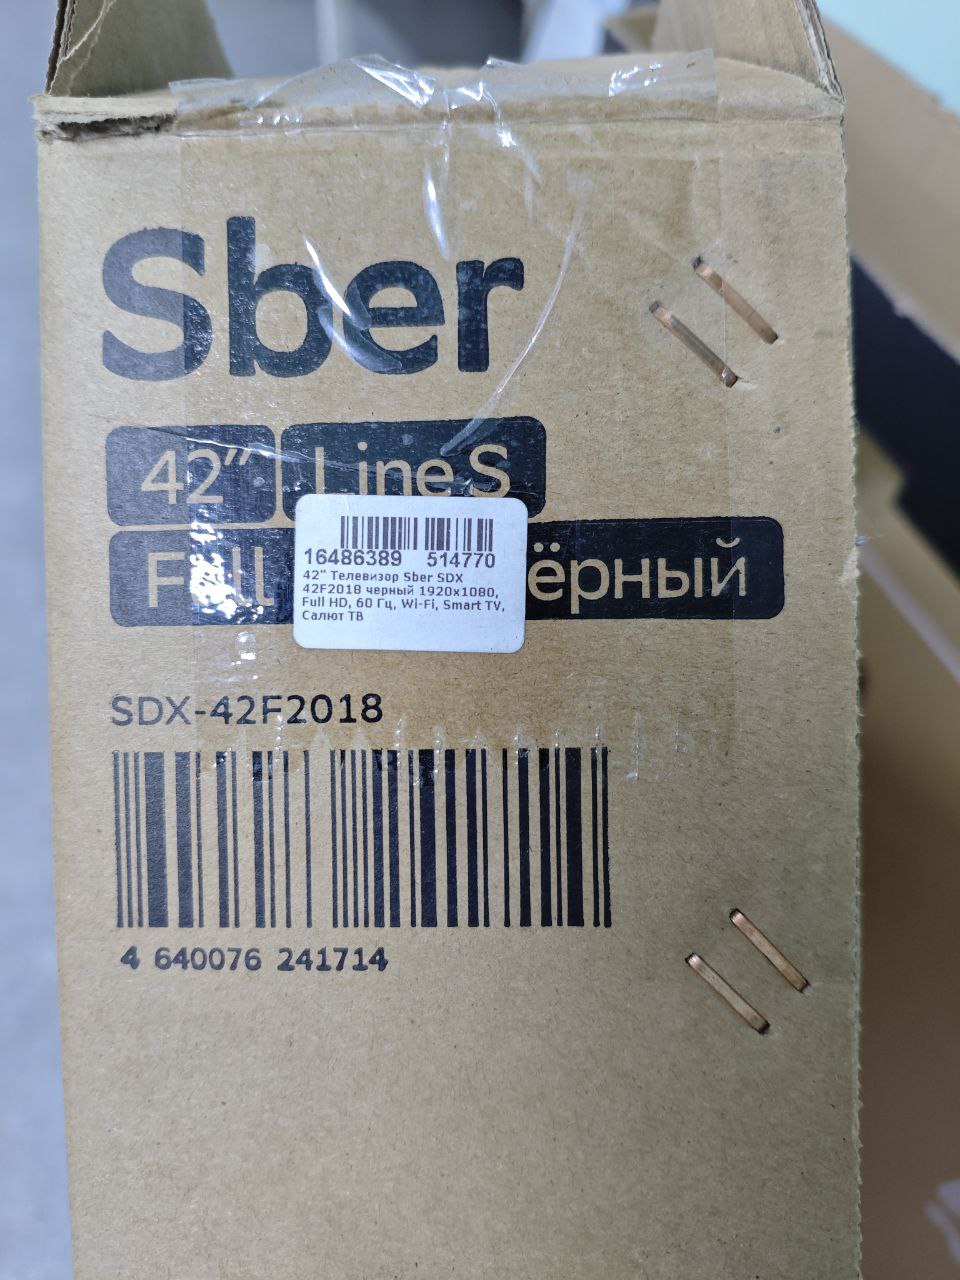 Sber
42" Line S
16486389 514770
42" Телевизор Sber SDX
42F2018 черный 1920x1080,
Full HD, 60 Гц, Wi-Fi, Smart TV,
Салют ТВ
SDX-42F2018
4 640076 241714